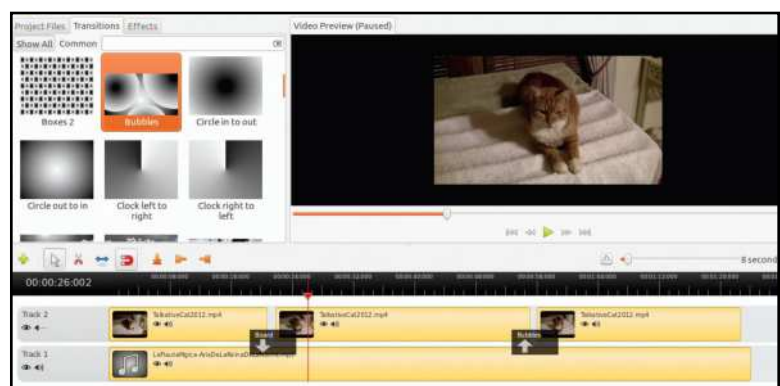 Project Files Transitions Effects
Video Preview (Paused)
Show All Common
Boxes 2 Bubbles Circle in to out
Circle out to in Clock left to right Clock right to left
8 second
00:00:26:002
Track 2
TalkativeCat2012.mp4
TalkativeCat2012.mp4
TalkativeCat2012.mp4
Board
Bubbles
Track 1